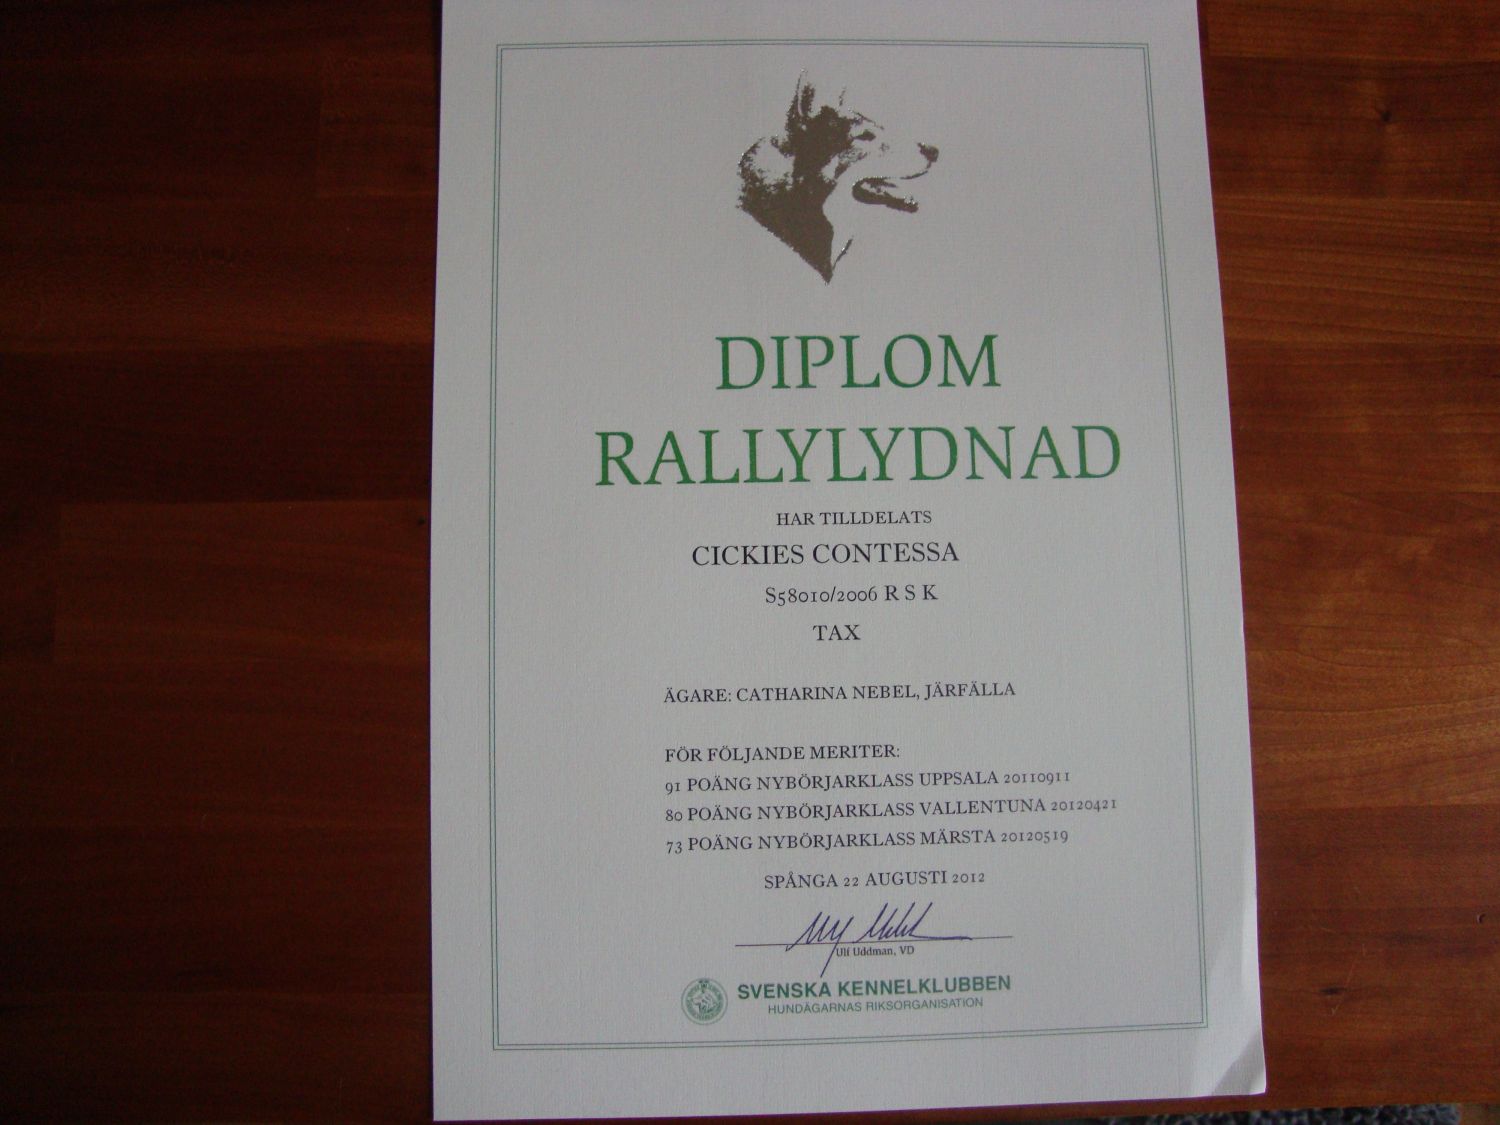 DIPLOM
RALLYLYDNAD
HAR TILLDELATS
CICKIES CONTESSA
S58010/2006 R S K
TAX
ÄGARE: CATHARINA NEBEL, JÄRFÄLLA
FÖR FÖLJANDE MERITER:
91 POÄNG NYBÖRJARKLASS UPPSALA 20110911
80 POÄNG NYBÖRJARKLASS VALLENTUNA 20120421
73 POÄNG NYBÖRJARKLASS MÄRSTA 20120519
SPÅNGA 22 AUGUSTI 2012
Ulf Uddman, VD
SVENSKA KENNELKLUBBEN
HUNDÄGARNAS RIKSORGANISATION